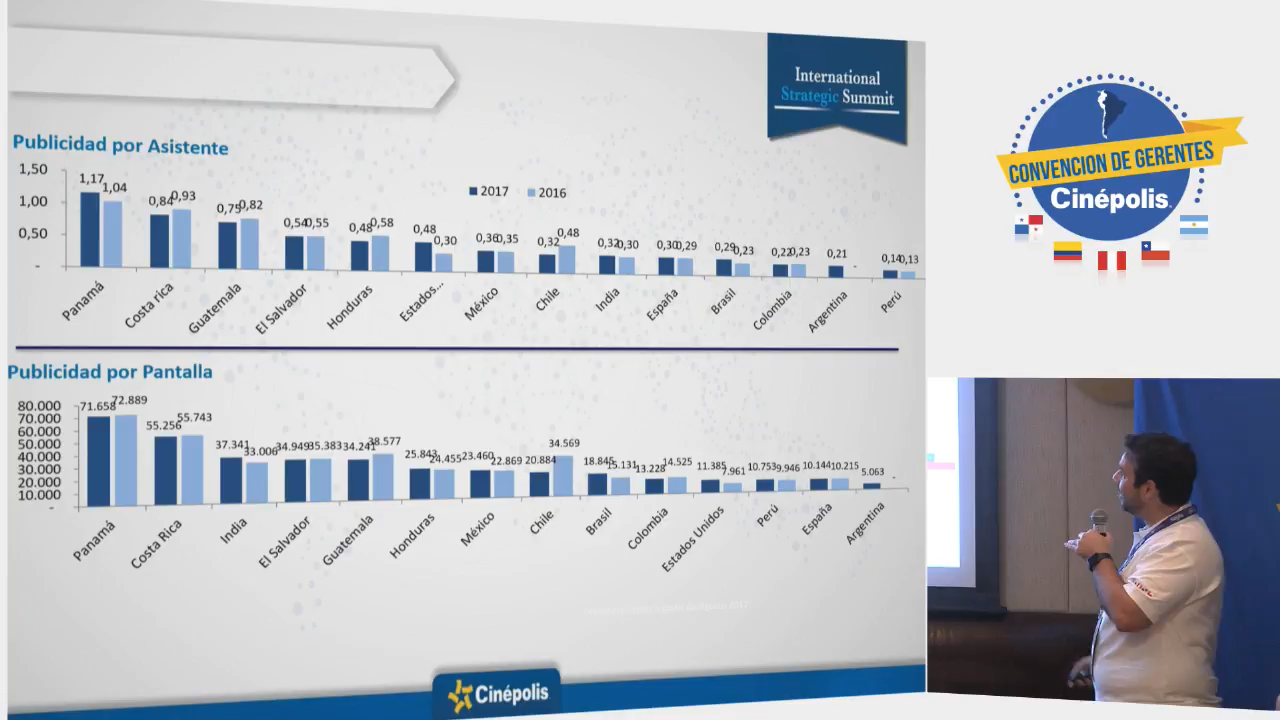 International
Strategic Summit
Publicidad por Asistente
1,50
1,00
0,50
-
2017
2016
1,17
1,04
0,84
0,93
0,75
0,82
0,54
0,55
0,48
0,58
0,48
0,30
0,36
0,35
0,32
0,48
0,32
0,30
0,30
0,29
0,29
0,23
0,22
0,23
0,21
-
0,14
0,13
Panamá
Costa rica
Guatemala
El Salvador
Honduras
Estados...
México
Chile
India
España
Brasil
Colombia
Argentina
Perú
Publicidad por Pantalla
80.000
70.000
60.000
50.000
40.000
30.000
20.000
10.000
-
71.658
72.889
55.256
55.743
37.341
33.006
34.949
35.383
34.241
38.577
25.843
24.455
23.460
22.869
20.884
34.569
18.845
15.131
13.228
14.525
11.385
7.961
10.753
9.946
10.144
10.215
5.063
-
Panamá
Costa Rica
India
El Salvador
Guatemala
Honduras
México
Chile
Brasil
Colombia
Estados Unidos
Perú
España
Argentina
Cinépolis
CONVENCION DE GERENTES
Cinépolis